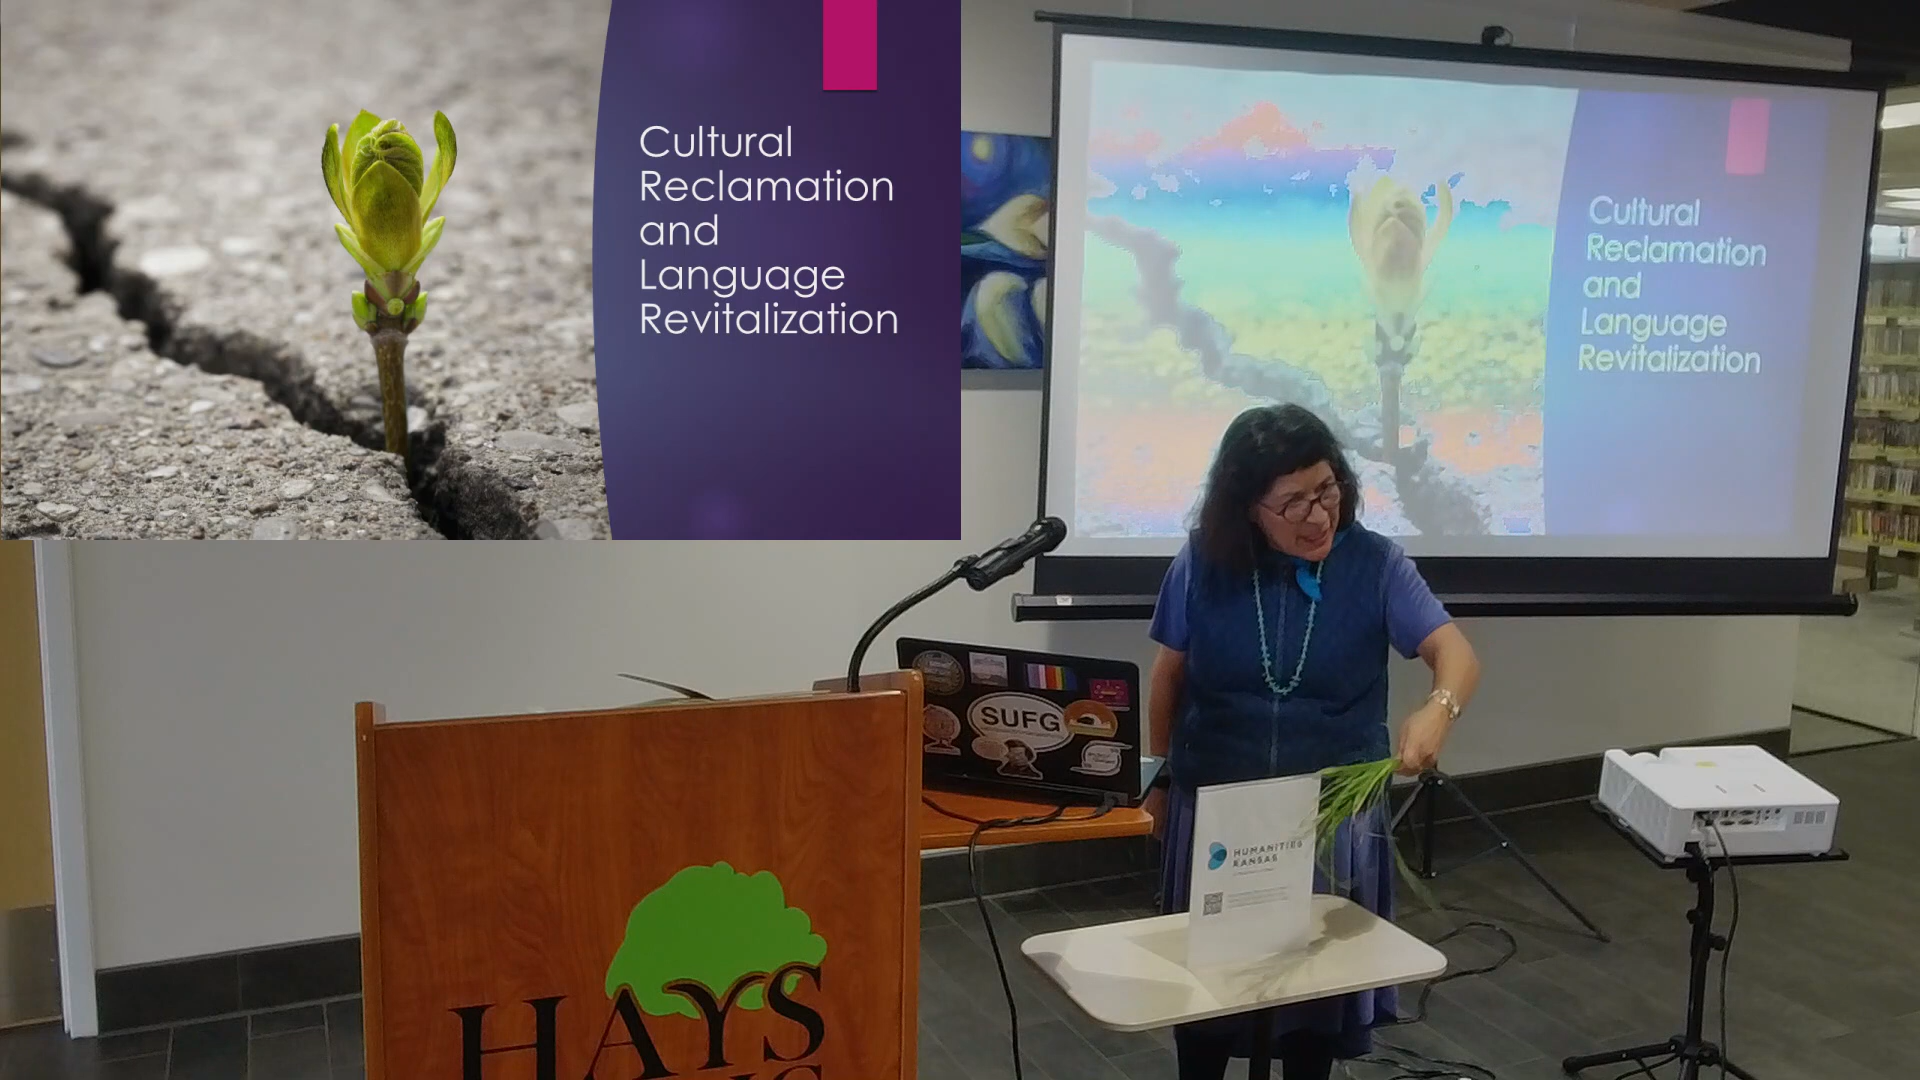 Cultural
Reclamation
and
Language
Revitalization
Cultural
Reclamation
and
Language
Revitalization
SUFG
HUMANITIES
KANSAS
HAYS